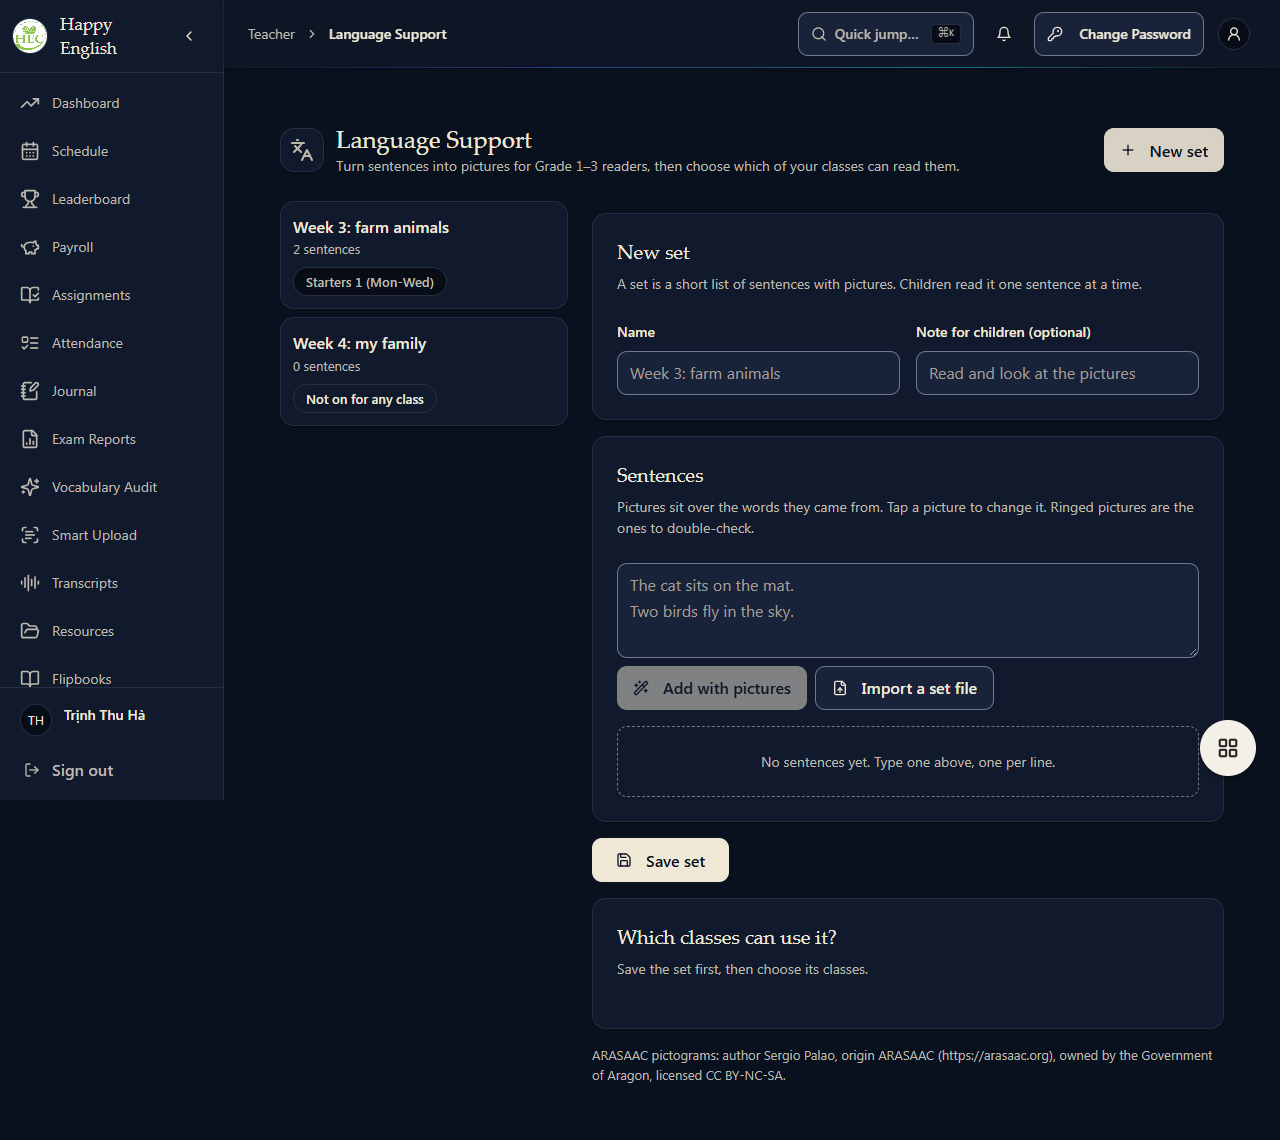 Happy
English
Dashboard
Schedule
Leaderboard
Payroll
Assignments
Attendance
Journal
Exam Reports
Vocabulary Audit
Smart Upload
Transcripts
Resources
Flipbooks
TH
Trịnh Thu Hà
Sign out
Teacher > Language Support
Quick jump... ⌘K
Change Password
Language Support
Turn sentences into pictures for Grade 1–3 readers, then choose which of your classes can read them.
New set
Week 3: farm animals
2 sentences
Starters 1 (Mon-Wed)
Week 4: my family
0 sentences
Not on for any class
New set
A set is a short list of sentences with pictures. Children read it one sentence at a time.
Name
Week 3: farm animals
Note for children (optional)
Read and look at the pictures
Sentences
Pictures sit over the words they came from. Tap a picture to change it. Ringed pictures are the
ones to double-check.
The cat sits on the mat.
Two birds fly in the sky.
Add with pictures
Import a set file
No sentences yet. Type one above, one per line.
Save set
Which classes can use it?
Save the set first, then choose its classes.
ARASAAC pictograms: author Sergio Palao, origin ARASAAC (https://arasaac.org), owned by the Government
of Aragon, licensed CC BY-NC-SA.